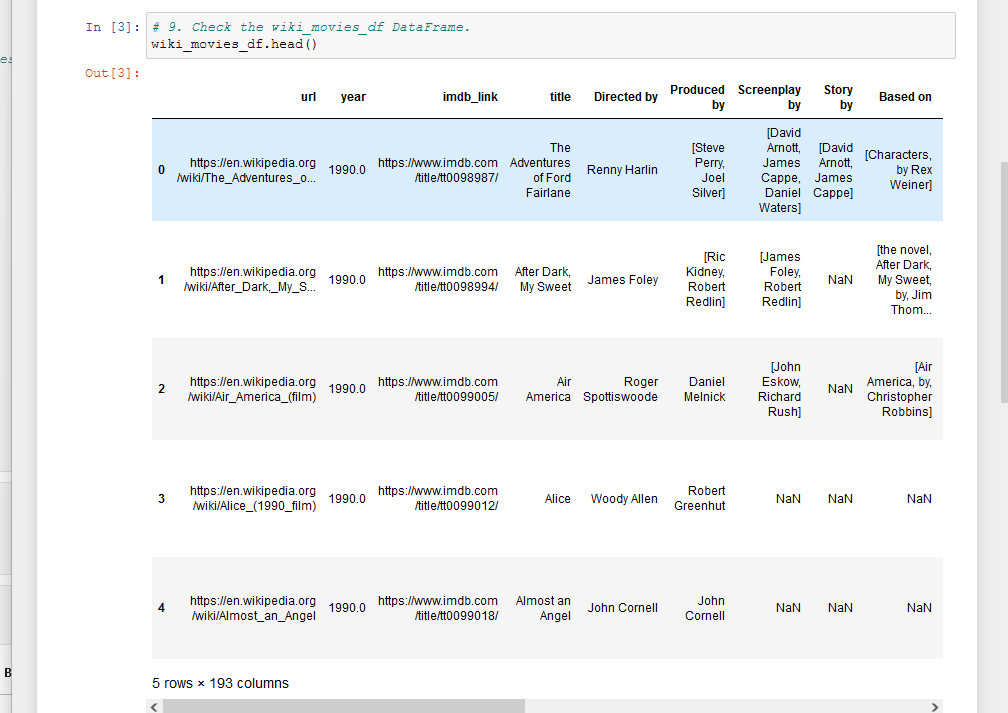 In [3]: # 9. Check the wiki_movies_df DataFrame.
wiki_movies_df.head()
Out[3]:
url year imdb_link title Directed by Produced by Screenplay by Story by Based on
0 https://en.wikipedia.org/wiki/The_Adventures_o... 1990.0 https://www.imdb.com/title/tt0098987/ The Adventures of Ford Fairlane Renny Harlin [Steve Perry, Joel Silver] [David Arnott, James Cappe, Daniel Waters] [David Arnott, James Cappe] [Characters, by Rex Weiner]
1 https://en.wikipedia.org/wiki/After_Dark,_My_S... 1990.0 https://www.imdb.com/title/tt0098994/ After Dark, My Sweet James Foley [Ric Kidney, Robert Redlin] [James Foley, Robert Redlin] NaN [the novel, After Dark, My Sweet, by, Jim Thom...
2 https://en.wikipedia.org/wiki/Air_America_(film) 1990.0 https://www.imdb.com/title/tt0099005/ Air America Roger Spottiswoode Daniel Melnick [John Eskow, Richard Rush] NaN [Air America, by, Christopher Robbins]
3 https://en.wikipedia.org/wiki/Alice_(1990_film) 1990.0 https://www.imdb.com/title/tt0099012/ Alice Woody Allen Robert Greenhut NaN NaN NaN
4 https://en.wikipedia.org/wiki/Almost_an_Angel 1990.0 https://www.imdb.com/title/tt0099018/ Almost an Angel John Cornell John Cornell NaN NaN NaN
5 rows × 193 columns
es
B